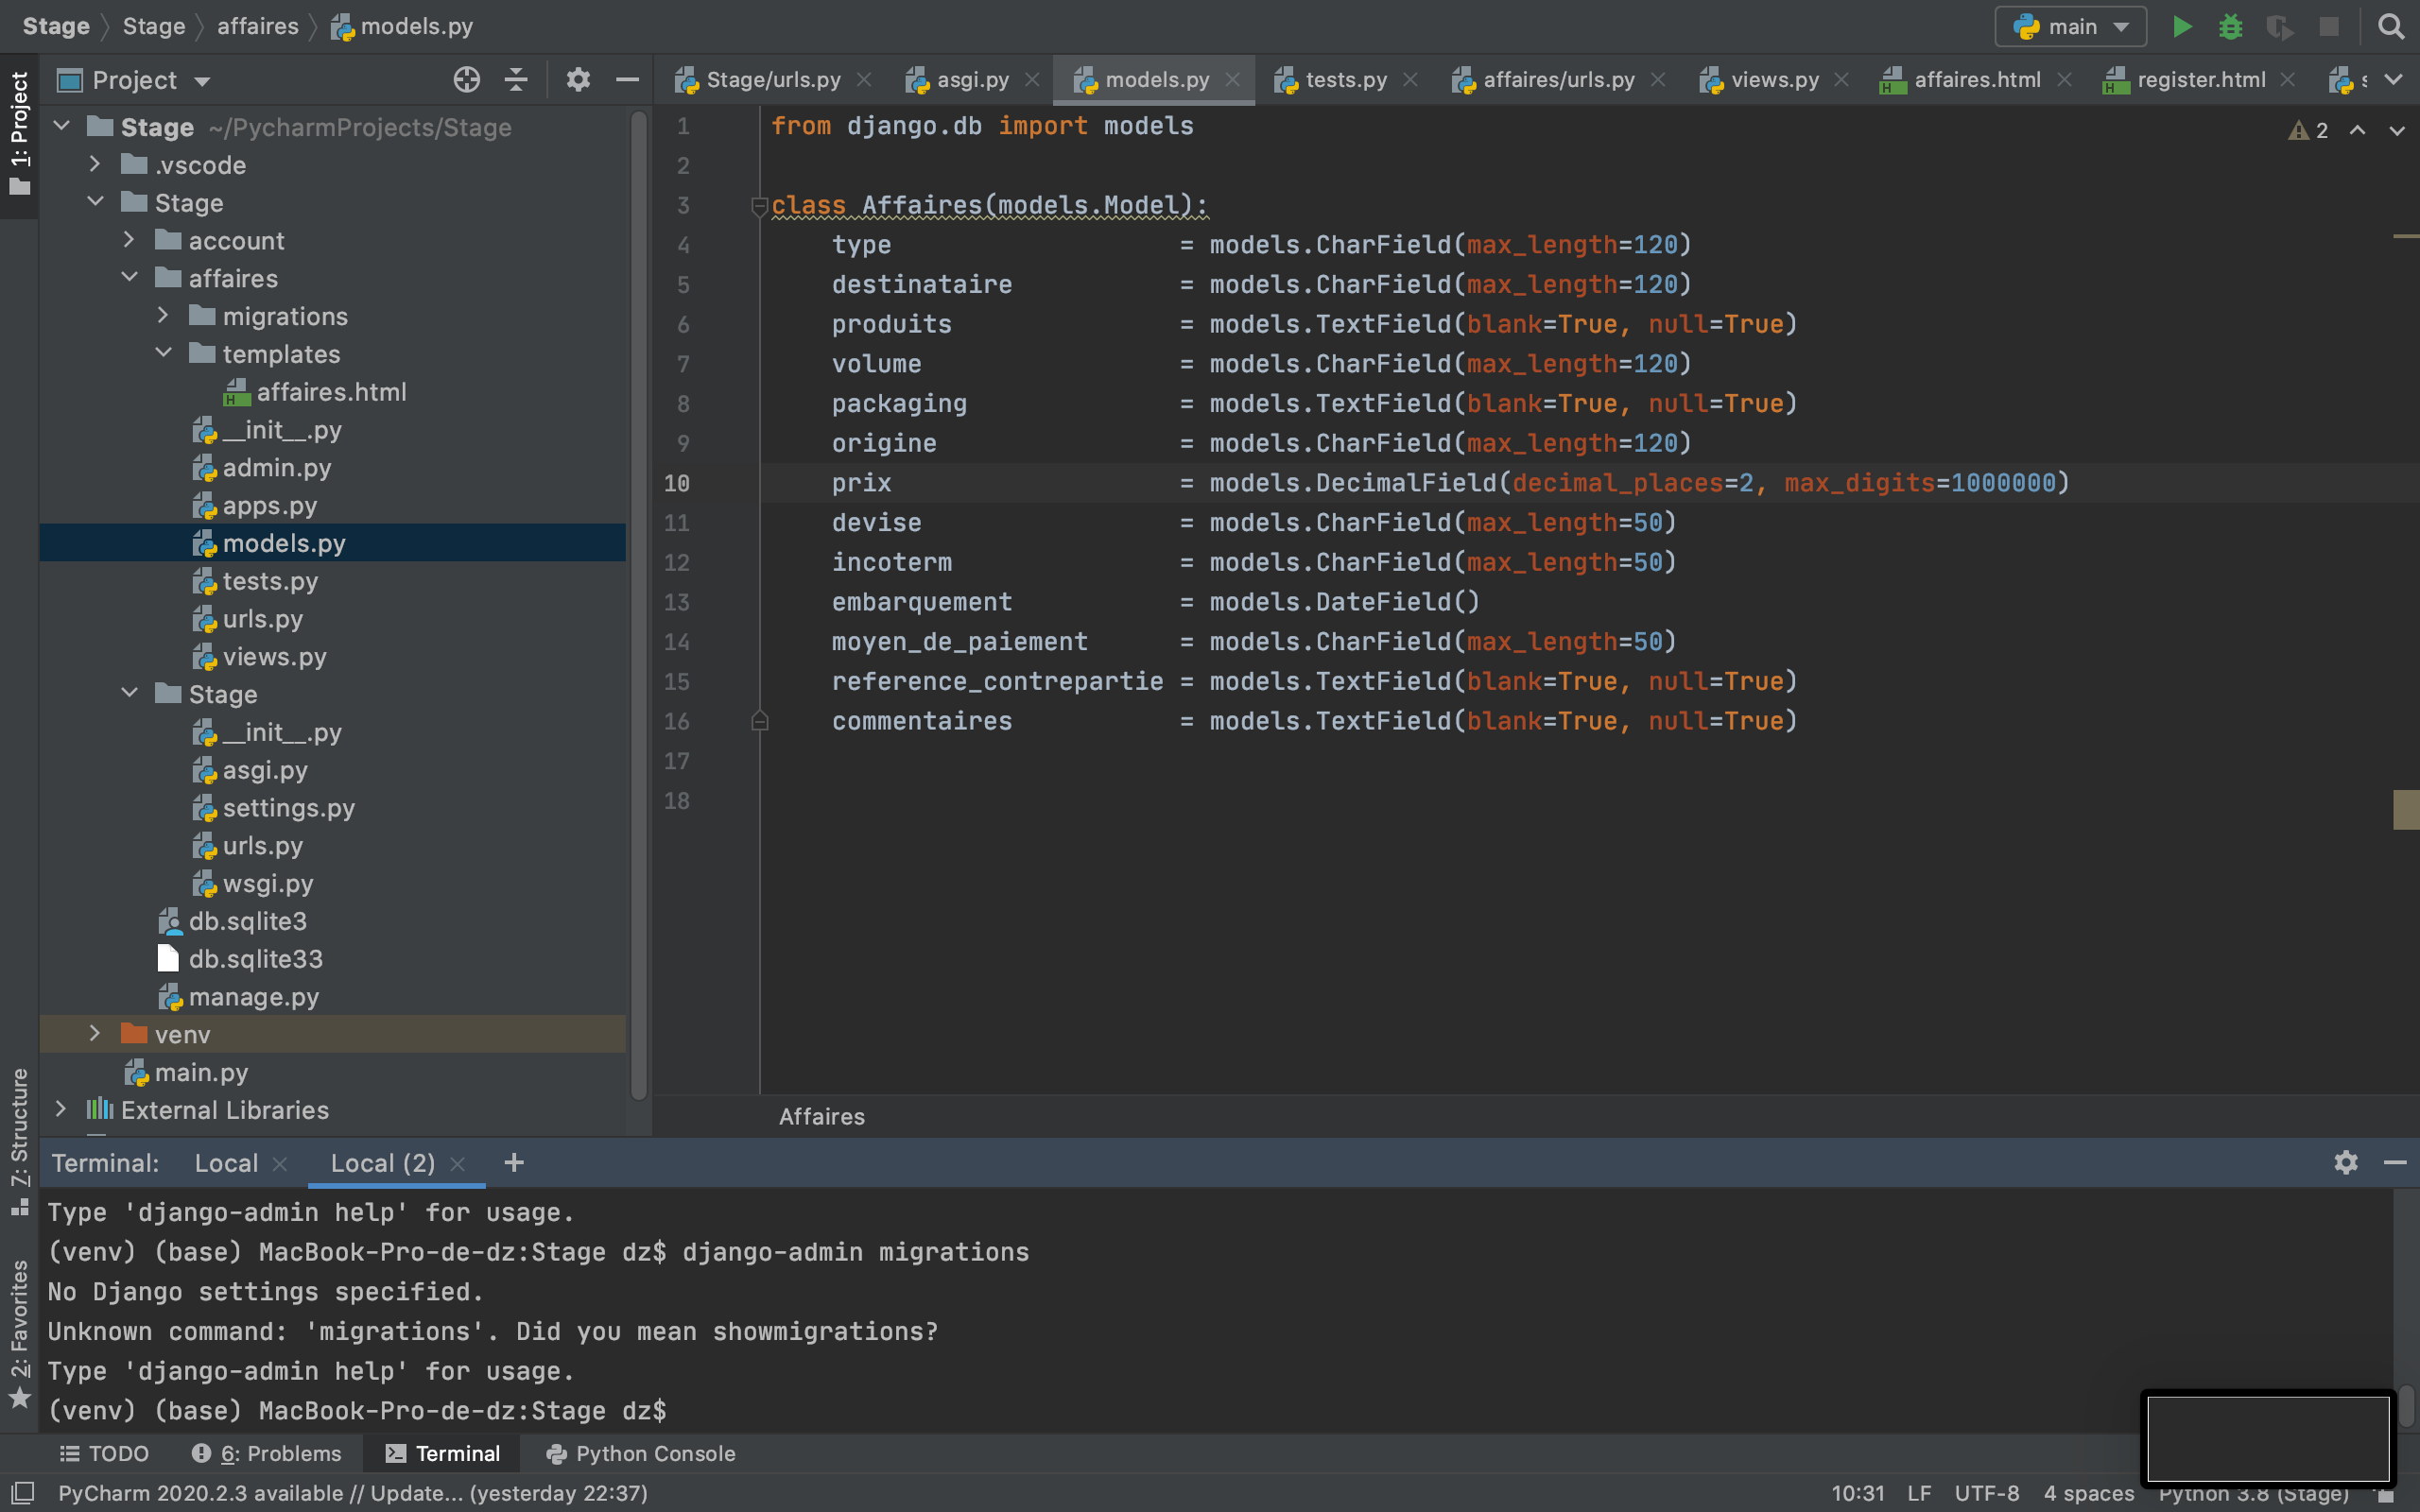 Stage Stage affaires models.py main
1: Project
Project
Stage/urls.py asgi.py models.py tests.py affaires/urls.py views.py affaires.html register.html s
Stage ~/PycharmProjects/Stage
.vscode
Stage
account
affaires
migrations
templates
affaires.html
__init__.py
admin.py
apps.py
models.py
tests.py
urls.py
views.py
Stage
__init__.py
asgi.py
settings.py
urls.py
wsgi.py
db.sqlite3
db.sqlite33
manage.py
venv
main.py
External Libraries
2
1 from django.db import models
2
3 class Affaires(models.Model):
4 type = models.CharField(max_length=120)
5 destinataire = models.CharField(max_length=120)
6 produits = models.TextField(blank=True, null=True)
7 volume = models.CharField(max_length=120)
8 packaging = models.TextField(blank=True, null=True)
9 origine = models.CharField(max_length=120)
10 prix = models.DecimalField(decimal_places=2, max_digits=1000000)
11 devise = models.CharField(max_length=50)
12 incoterm = models.CharField(max_length=50)
13 embarquement = models.DateField()
14 moyen_de_paiement = models.CharField(max_length=50)
15 reference_contrepartie = models.TextField(blank=True, null=True)
16 commentaires = models.TextField(blank=True, null=True)
17
18
Affaires
7: Structure
2: Favorites
Terminal: Local Local (2) +
Type 'django-admin help' for usage.
(venv) (base) MacBook-Pro-de-dz:Stage dz$ django-admin migrations
No Django settings specified.
Unknown command: 'migrations'. Did you mean showmigrations?
Type 'django-admin help' for usage.
(venv) (base) MacBook-Pro-de-dz:Stage dz$
TODO 6: Problems Terminal Python Console
PyCharm 2020.2.3 available // Update... (yesterday 22:37) 10:31 LF UTF-8 4 spaces Python 3.8 (Stage)